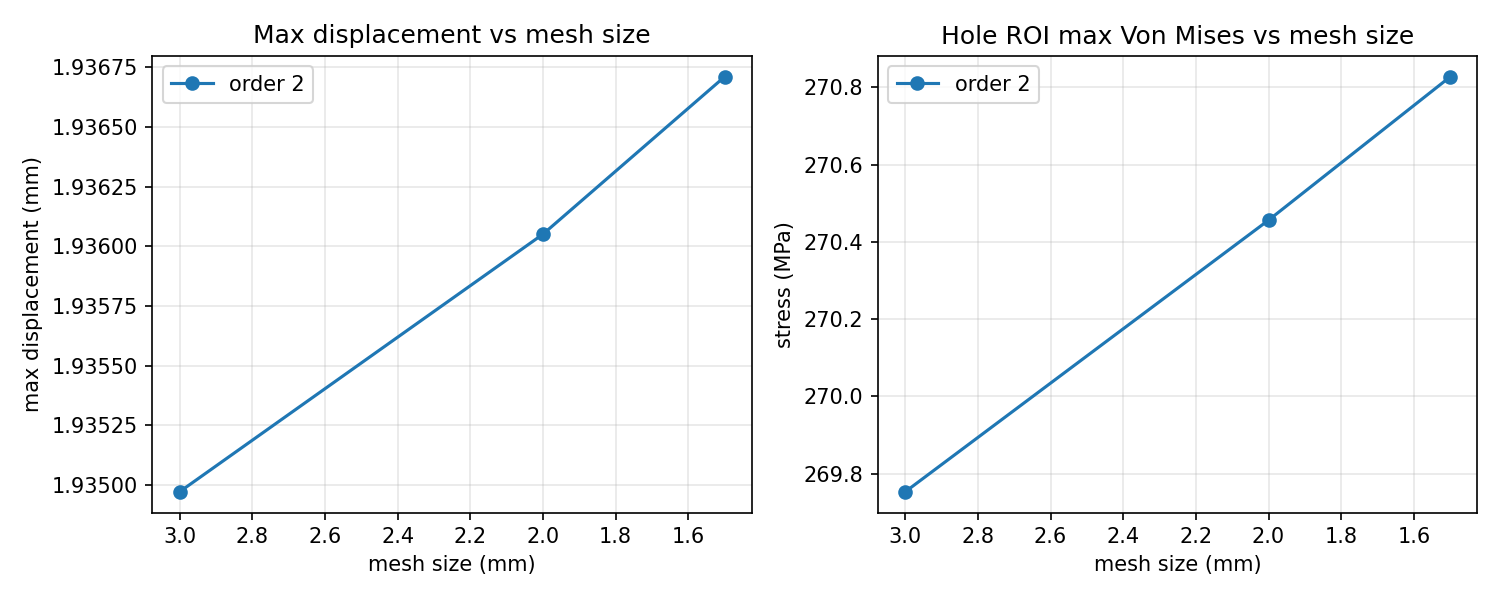 Max displacement vs mesh size
order 2
max displacement (mm)
1.93675
1.93650
1.93625
1.93600
1.93575
1.93550
1.93525
1.93500
3.0 2.8 2.6 2.4 2.2 2.0 1.8 1.6
mesh size (mm)
Hole ROI max Von Mises vs mesh size
order 2
stress (MPa)
270.8
270.6
270.4
270.2
270.0
269.8
3.0 2.8 2.6 2.4 2.2 2.0 1.8 1.6
mesh size (mm)